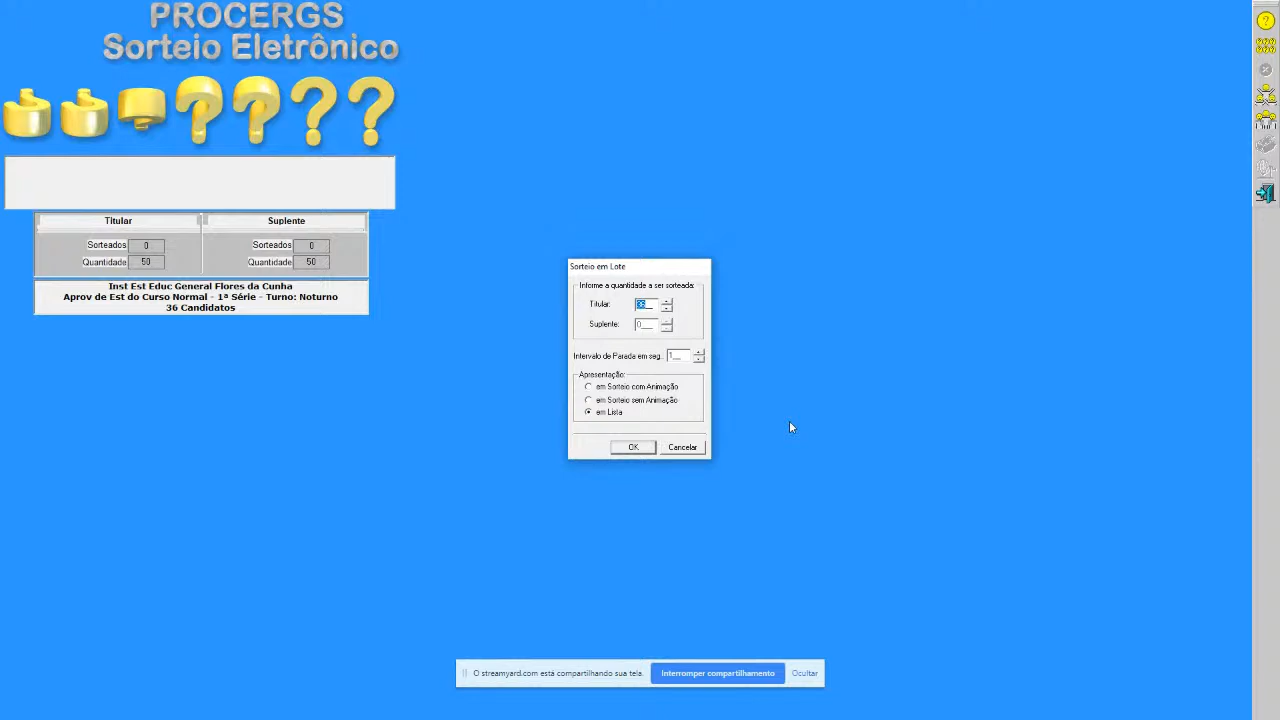 PROCERGS
Sorteio Eletrônico
????
Titular Suplente
Sorteados 0 Sorteados 0
Quantidade 50 Quantidade 50
Inst Est Educ General Flores da Cunha
Aprov de Est do Curso Normal - 1ª Série - Turno: Noturno
36 Candidatos
Sorteio em Lote
Informe a quantidade a ser sorteada:
Titular: 36__
Suplente: 0___
Intervalo de Parada em seg.: 1__
Apresentação:
em Sorteio com Animação
em Sorteio sem Animação
em Lista
OK Cancelar
O streamyard.com está compartilhando sua tela. Interromper compartilhamento Ocultar